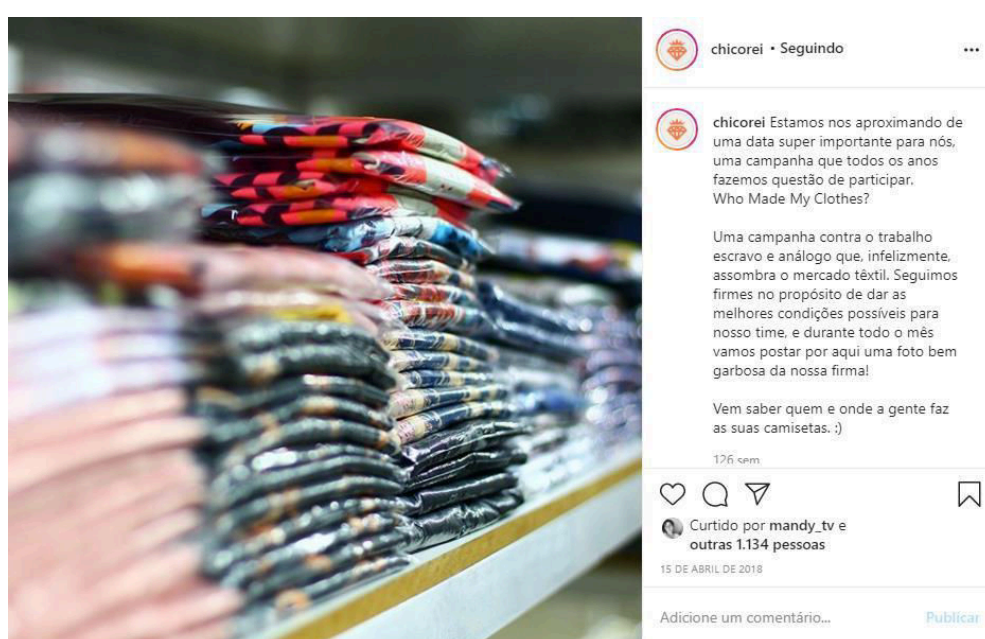 chicorei • Seguindo
chicorei Estamos nos aproximando de
uma data super importante para nós,
uma campanha que todos os anos
fazemos questão de participar.
Who Made My Clothes?
Uma campanha contra o trabalho
escravo e análogo que, infelizmente,
assombra o mercado têxtil. Seguimos
firmes no propósito de dar as
melhores condições possíveis para
nosso time, e durante todo o mês
vamos postar por aqui uma foto bem
garbosa da nossa firma!
Vem saber quem e onde a gente faz
as suas camisetas. :)
126 sem
Curtido por mandy_tv e
outras 1.134 pessoas
15 DE ABRIL DE 2018
Adicione um comentário... Publicar